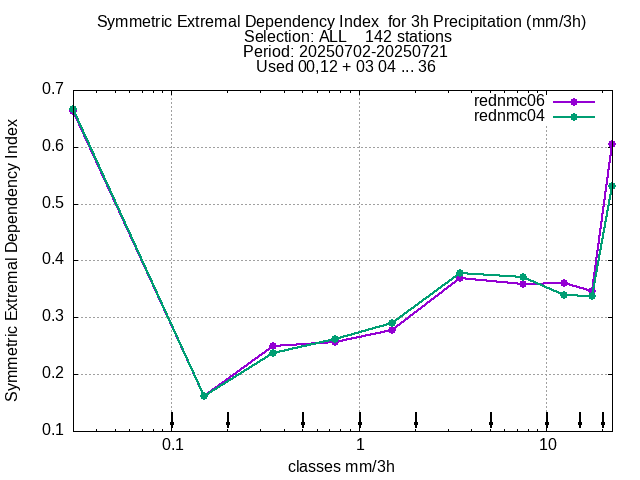 Symmetric Extremal Dependency Index  for 3h Precipitation (mm/3h)
Selection: ALL    142 stations
Period: 20250702-20250721
Used 00,12 + 03 04 ... 36
rednmc06
rednmc04
0.7
0.6
0.5
0.4
0.3
0.2
0.1
Symmetric Extremal Dependency Index
0.1 1 10
classes mm/3h